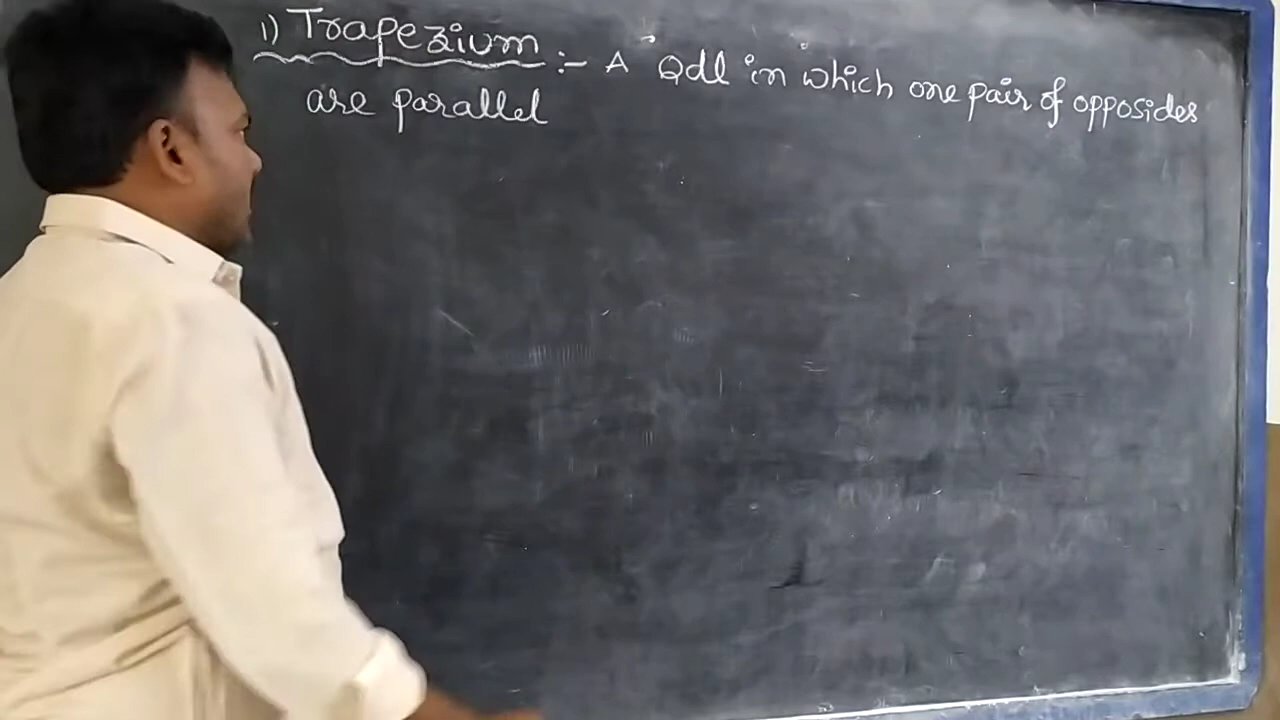 1) Trapezium :- A Qdl in which one pair of opposides
are parallel